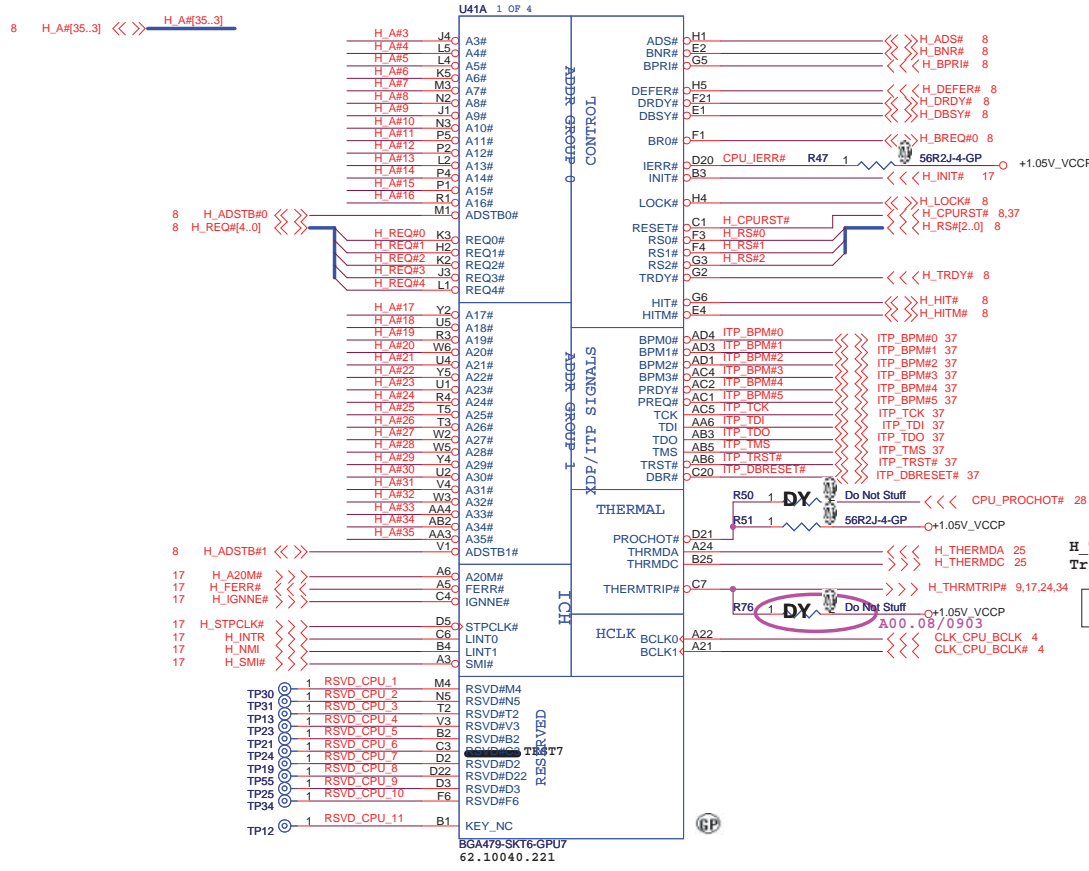 U41A 1 OF 4
8 H_A#[35..3] H_A#[35..3]
H_A#3 J4 A3# ADS# H1 H_ADS# 8
H_A#4 L5 A4# BNR# E2 H_BNR# 8
H_A#5 L4 A5# BPRI# G5 H_BPRI# 8
H_A#6 K5 A6#
H_A#7 M3 A7# DEFER# H5 H_DEFER# 8
H_A#8 N2 A8# DRDY# F21 H_DRDY# 8
H_A#9 J1 A9# DBSY# E1 H_DBSY# 8
H_A#10 N3 A10#
H_A#11 P5 A11# BR0# F1 H_BREQ#0 8
H_A#12 P2 A12#
H_A#13 L2 A13# IERR# D20 CPU_IERR# R47 1 56R2J-4-GP +1.05V_VCCP
H_A#14 P4 A14# INIT# B3 H_INIT# 17
H_A#15 P1 A15#
H_A#16 R1 A16# LOCK# H4 H_LOCK# 8
8 H_ADSTB#0 M1 ADSTB0# H_CPURST# 8,37
8 H_REQ#[4..0] RESET# C1 H_CPURST# H_RS#[2..0] 8
H_REQ#0 K3 REQ0# RS0# F3 H_RS#0
H_REQ#1 H2 REQ1# RS1# F4 H_RS#1
H_REQ#2 K2 REQ2# RS2# G3 H_RS#2
H_REQ#3 J3 REQ3# TRDY# G2 H_TRDY# 8
H_REQ#4 L1 REQ4#
ADDR GROUP 0
CONTROL
HIT# G6 H_HIT# 8
H_A#17 Y2 A17# HITM# E4 H_HITM# 8
H_A#18 U5 A18#
H_A#19 R3 A19# BPM0# AD4 ITP_BPM#0 ITP_BPM#0 37
H_A#20 W6 A20# BPM1# AD3 ITP_BPM#1 ITP_BPM#1 37
H_A#21 U4 A21# BPM2# AD1 ITP_BPM#2 ITP_BPM#2 37
H_A#22 Y5 A22# BPM3# AC4 ITP_BPM#3 ITP_BPM#3 37
H_A#23 U1 A23# PRDY# AC2 ITP_BPM#4 ITP_BPM#4 37
H_A#24 R4 A24# PREQ# AC1 ITP_BPM#5 ITP_BPM#5 37
H_A#25 T5 A25# TCK AC5 ITP_TCK ITP_TCK 37
H_A#26 T3 A26# TDI AA6 ITP_TDI ITP_TDI 37
H_A#27 W2 A27# TDO AB3 ITP_TDO ITP_TDO 37
H_A#28 W5 A28# TMS AB5 ITP_TMS ITP_TMS 37
H_A#29 Y4 A29# TRST# AB6 ITP_TRST# ITP_TRST# 37
H_A#30 U2 A30# DBR# C20 ITP_DBRESET# ITP_DBRESET# 37
H_A#31 V4 A31#
H_A#32 W3 A32# R50 1 DY Do Not Stuff CPU_PROCHOT# 28
H_A#33 AA4 A33#
H_A#34 AB2 A34# R51 1 56R2J-4-GP +1.05V_VCCP
H_A#35 AA3 A35# PROCHOT# D21
8 H_ADSTB#1 V1 ADSTB1# THRMDA A24 H_THERMDA 25
THRMDC B25 H_THERMDC 25
ADDR GROUP 1
XDP/ITP SIGNALS
THERMAL
H_
Tr
17 H_A20M# A6 A20M#
17 H_FERR# A5 FERR# THERMTRIP# C7 H_THRMTRIP# 9,17,24,34
17 H_IGNNE# C4 IGNNE#
R76 1 DY Do Not Stuff +1.05V_VCCP
A00.08/0903
ICH
HCLK
17 H_STPCLK# D5 STPCLK#
17 H_INTR C6 LINT0 BCLK0 A22 CLK_CPU_BCLK 4
17 H_NMI B4 LINT1 BCLK1 A21 CLK_CPU_BCLK# 4
17 H_SMI# A3 SMI#
TP30 1 RSVD_CPU_1 M4 RSVD#M4
TP31 1 RSVD_CPU_2 N5 RSVD#N5
TP13 1 RSVD_CPU_3 T2 RSVD#T2
TP23 1 RSVD_CPU_4 V3 RSVD#V3
TP21 1 RSVD_CPU_5 B2 RSVD#B2
TP24 1 RSVD_CPU_6 C3 TEST7
TP19 1 RSVD_CPU_7 D2 RSVD#D2
TP55 1 RSVD_CPU_8 D22 RSVD#D22
TP25 1 RSVD_CPU_9 D3 RSVD#D3
TP34 1 RSVD_CPU_10 F6 RSVD#F6
RESERVED
TP12 1 RSVD_CPU_11 B1 KEY_NC
GP
BGA479-SKT6-GPU7
62.10040.221